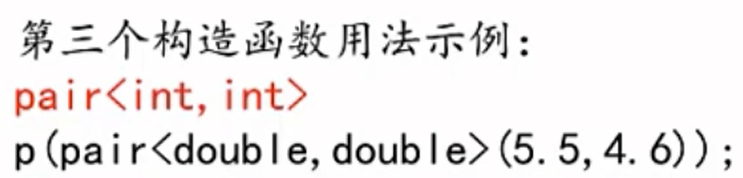 第三个构造函数用法示例：
pair<int,int>
p(pair<double,double>(5.5,4.6));